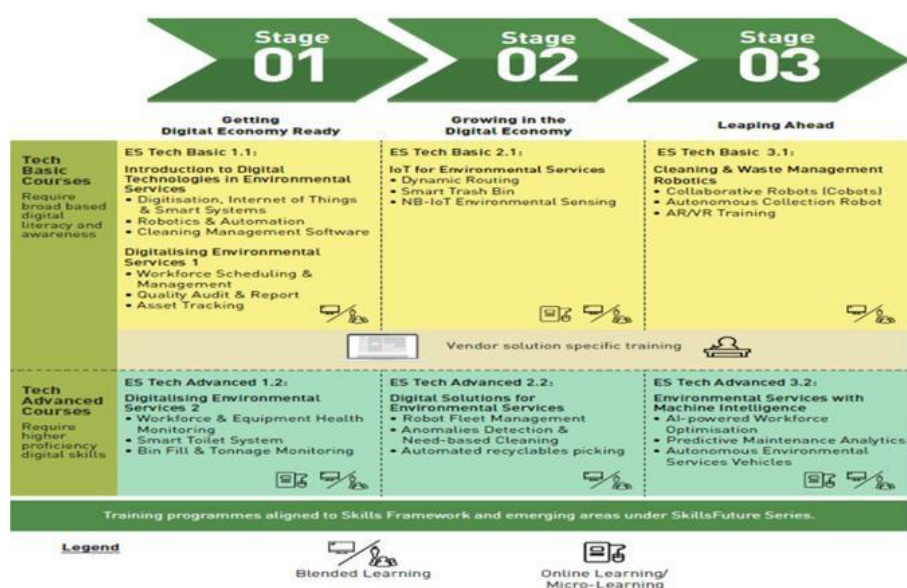 Stage
01
Stage
02
Stage
03
Getting
Digital Economy Ready
Growing in the
Digital Economy
Leaping Ahead
Tech
Basic
Courses
Require
broad based
digital
literacy and
awareness
ES Tech Basic 1.1:
Introduction to Digital
Technologies in Environmental
Services
• Digitisation, Internet of Things
& Smart Systems
• Robotics & Automation
• Cleaning Management Software
Digitalising Environmental
Services 1
• Workforce Scheduling &
Management
• Quality Audit & Report
• Asset Tracking
ES Tech Basic 2.1:
IoT for Environmental Services
• Dynamic Routing
• Smart Trash Bin
• NB-IoT Environmental Sensing
ES Tech Basic 3.1:
Cleaning & Waste Management
Robotics
• Collaborative Robots (Cobots)
• Autonomous Collection Robot
• AR/VR Training
Vendor solution specific training
Tech
Advanced
Courses
Require
higher
proficiency
digital skills
ES Tech Advanced 1.2:
Digitalising Environmental
Services 2
• Workforce & Equipment Health
Monitoring
• Smart Toilet System
• Bin Fill & Tonnage Monitoring
ES Tech Advanced 2.2:
Digital Solutions for
Environmental Services
• Robot Fleet Management
• Anomalies Detection &
Need-based Cleaning
• Automated recyclables picking
ES Tech Advanced 3.2:
Environmental Services with
Machine Intelligence
• AI-powered Workforce
Optimisation
• Predictive Maintenance Analytics
• Autonomous Environmental
Services Vehicles
Training programmes aligned to Skills Framework and emerging areas under SkillsFuture Series.
Legend
Blended Learning
Online Learning/
Micro-Learning